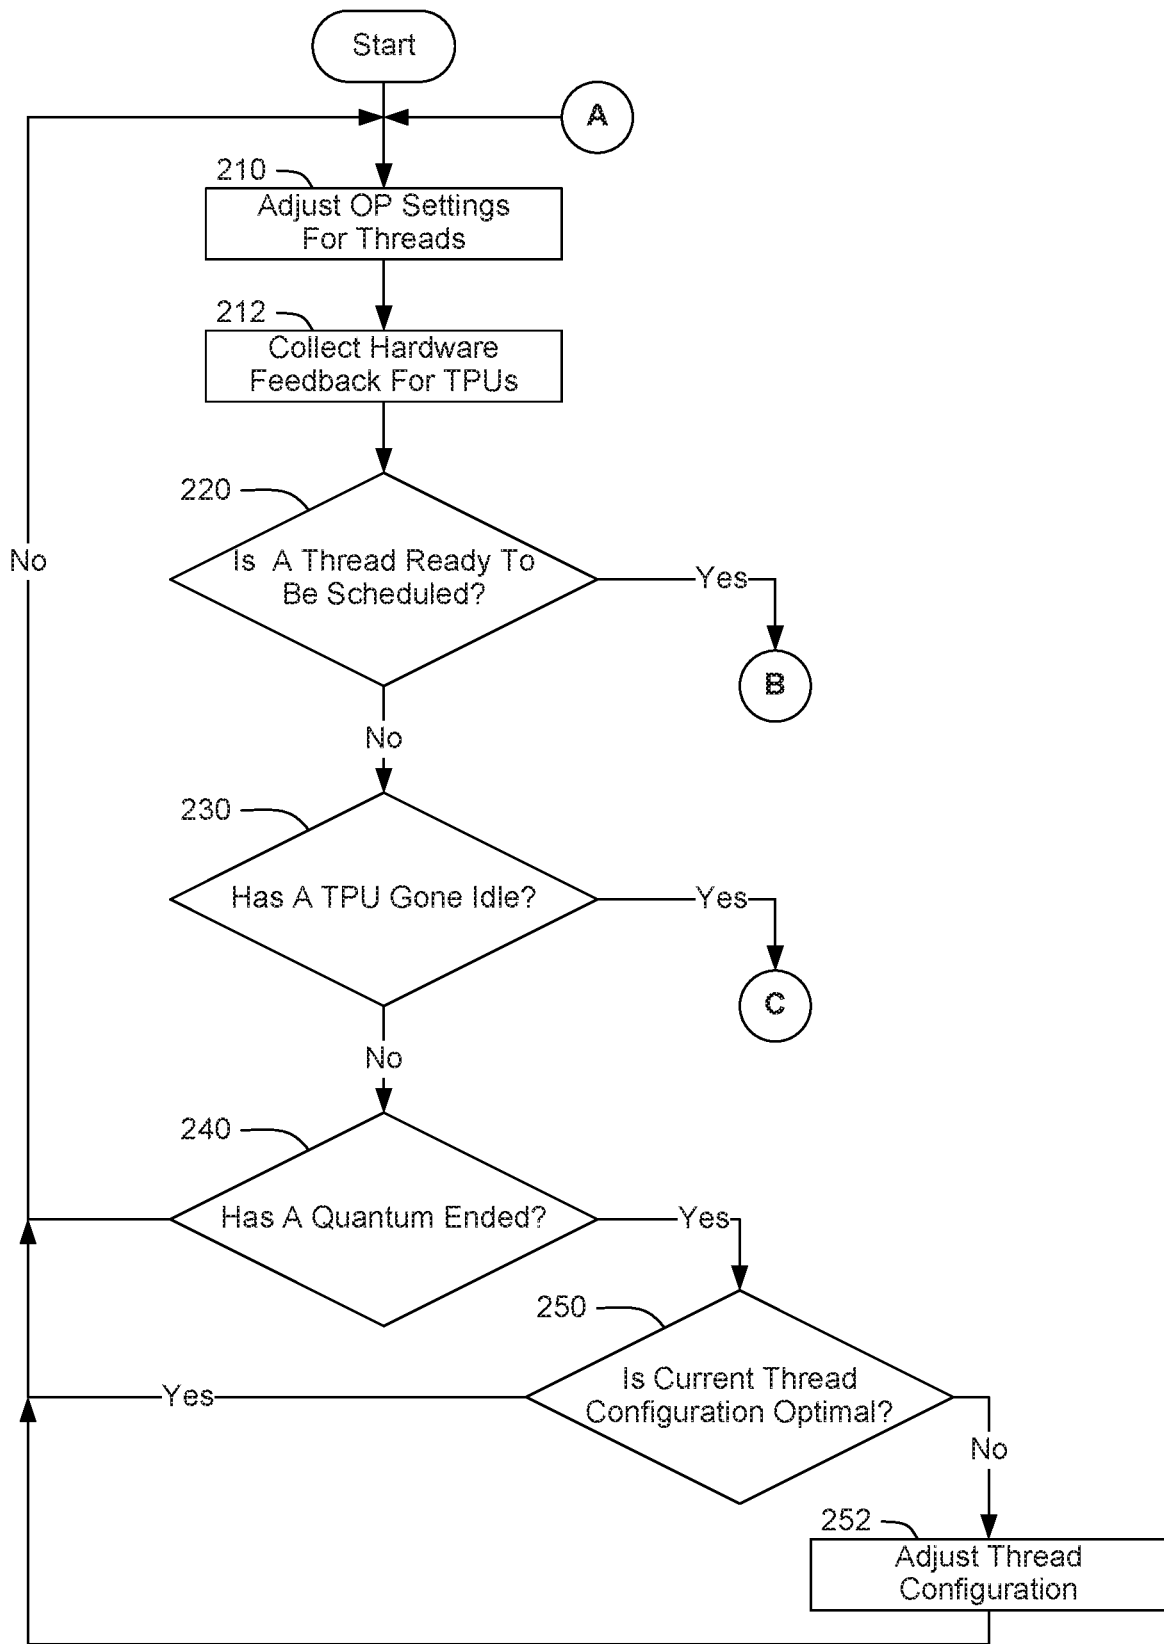 Start
A
210
Adjust OP Settings
For Threads
212
Collect Hardware
Feedback For TPUs
220
Is A Thread Ready To
Be Scheduled?
Yes
No
B
No
230
Has A TPU Gone Idle?
Yes
C
No
240
Has A Quantum Ended?
Yes
250
Is Current Thread
Configuration Optimal?
Yes
No
252
Adjust Thread
Configuration